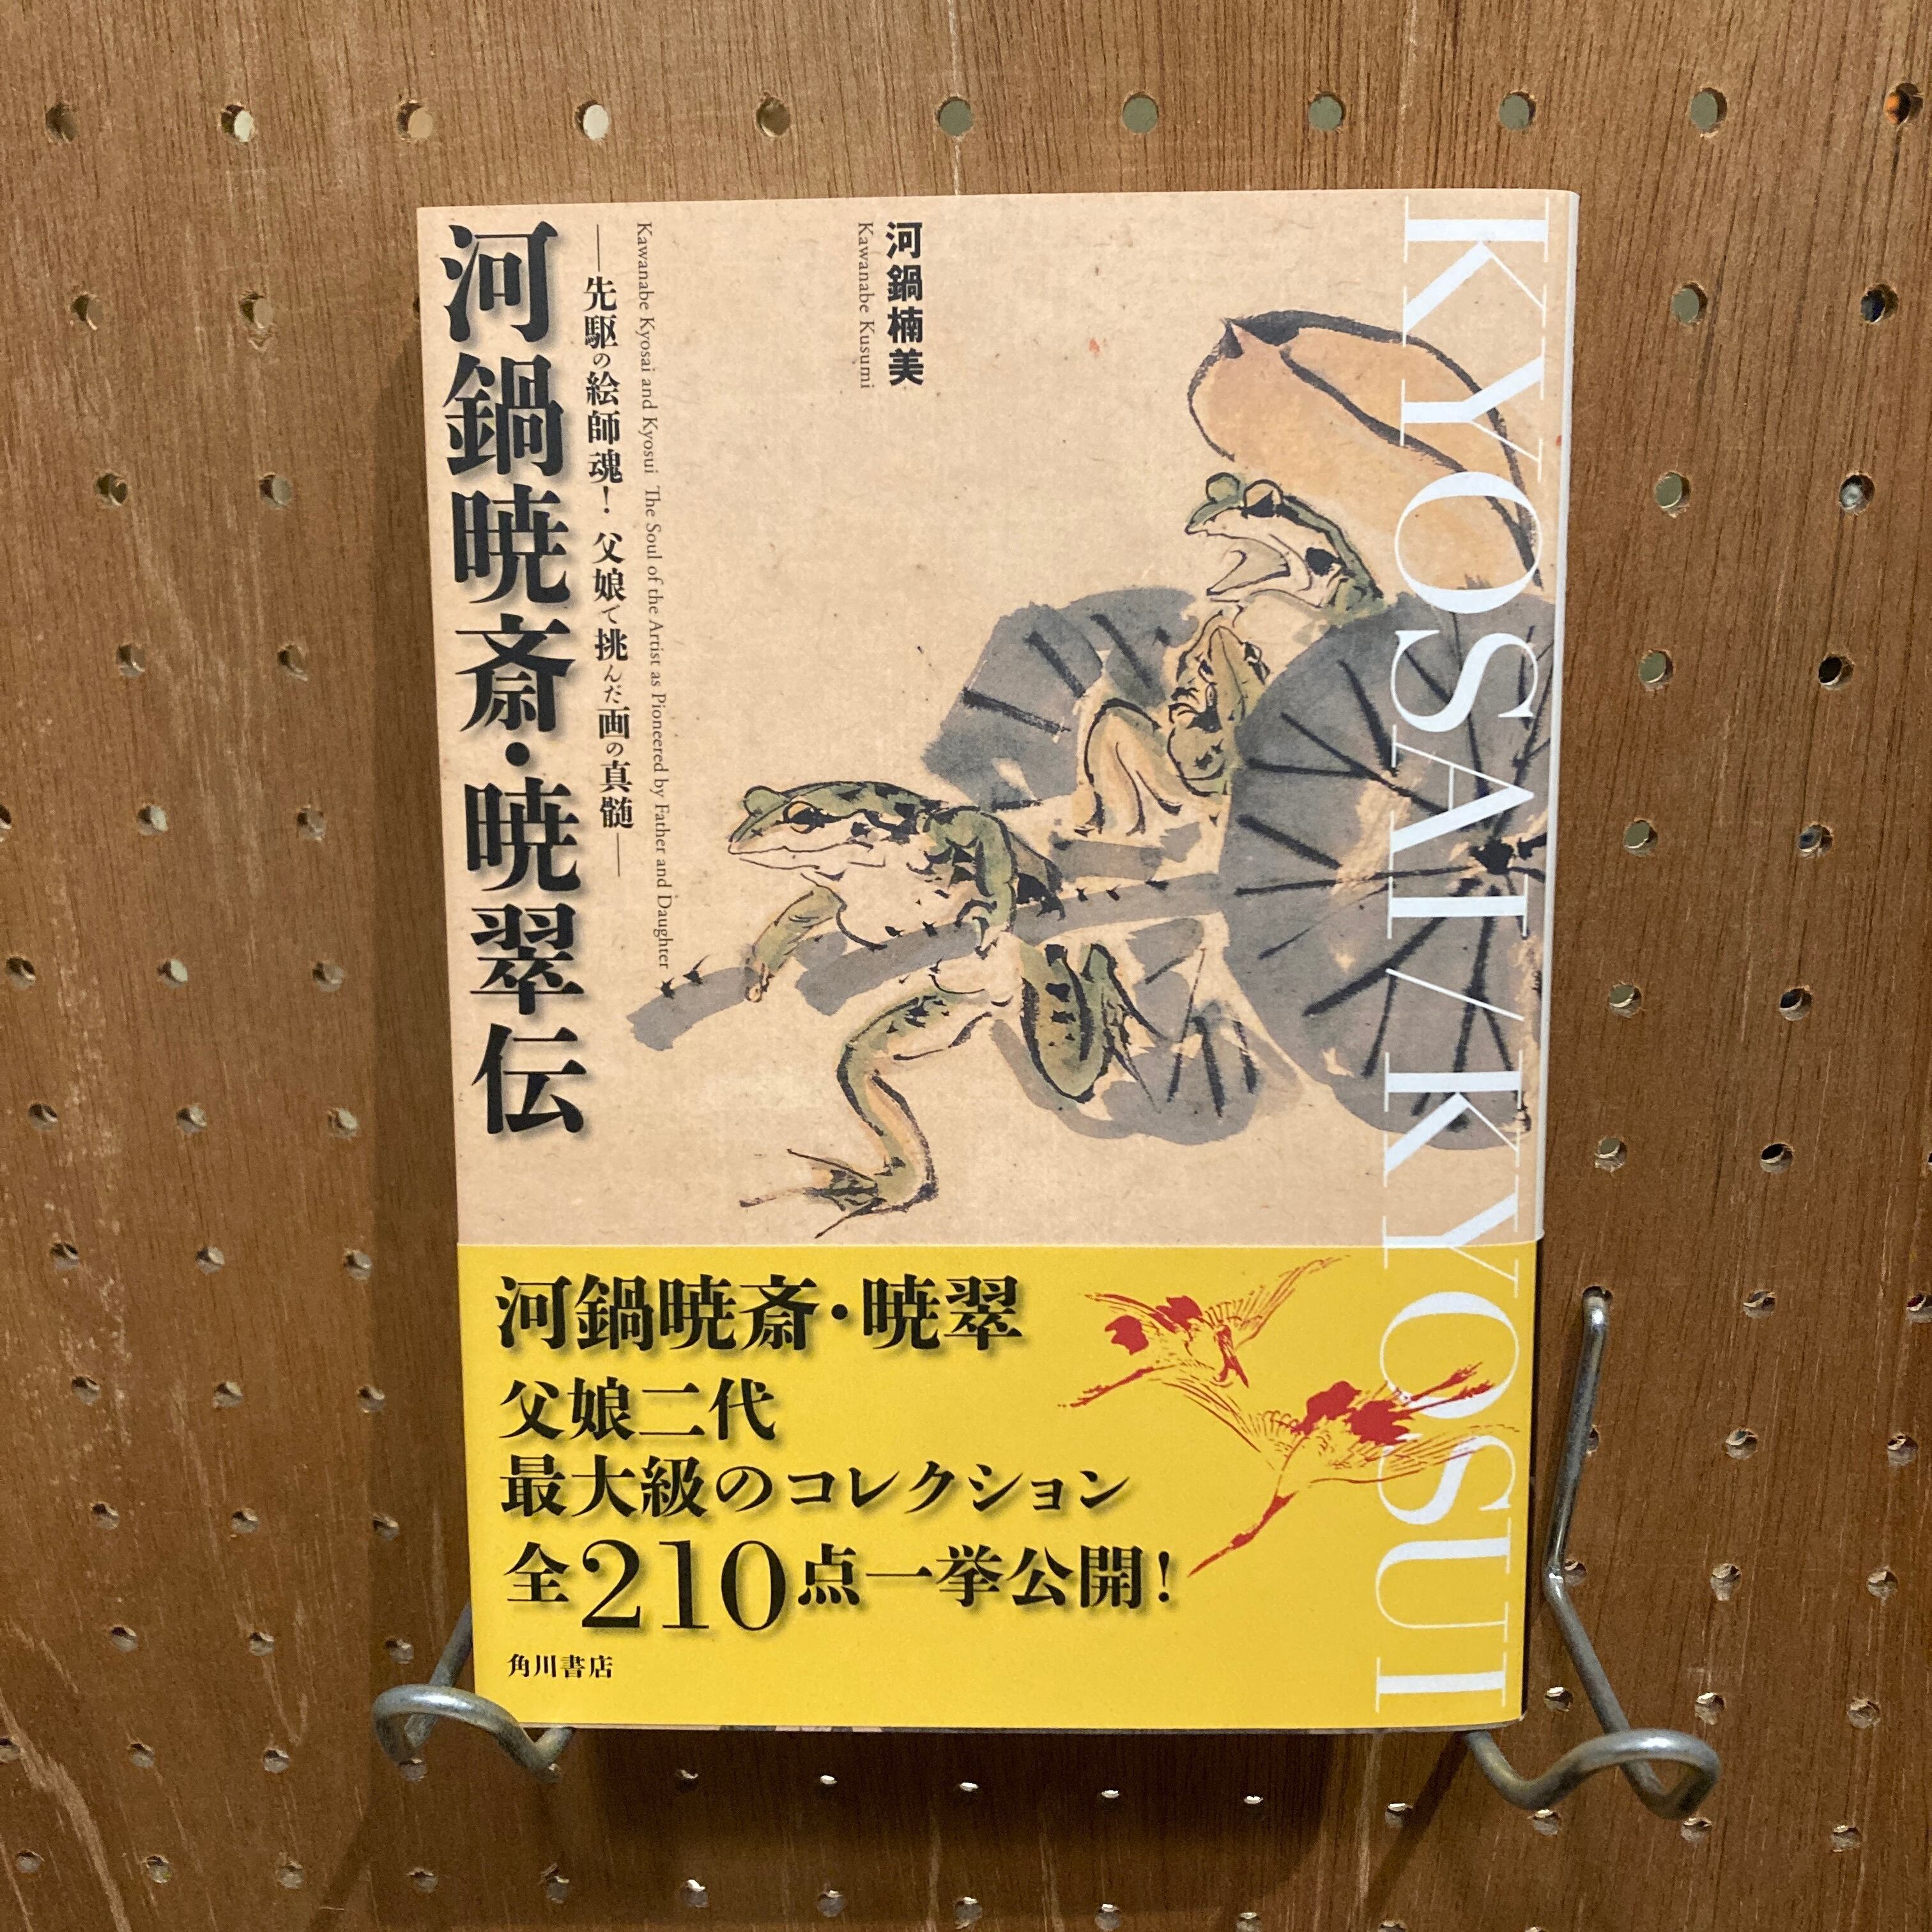 河鍋暁斎・暁翠伝
―先駆の絵師魂！ 父娘で挑んだ画の真髄―
Kawanabe Kyosai and Kyosui The Soul of the Artist as Pioneered by Father and Daughter
河鍋楠美
Kawanabe Kusumi
KYOSAI / KYOSUI
河鍋暁斎・暁翠
父娘二代
最大級のコレクション
全210点一挙公開！
角川書店